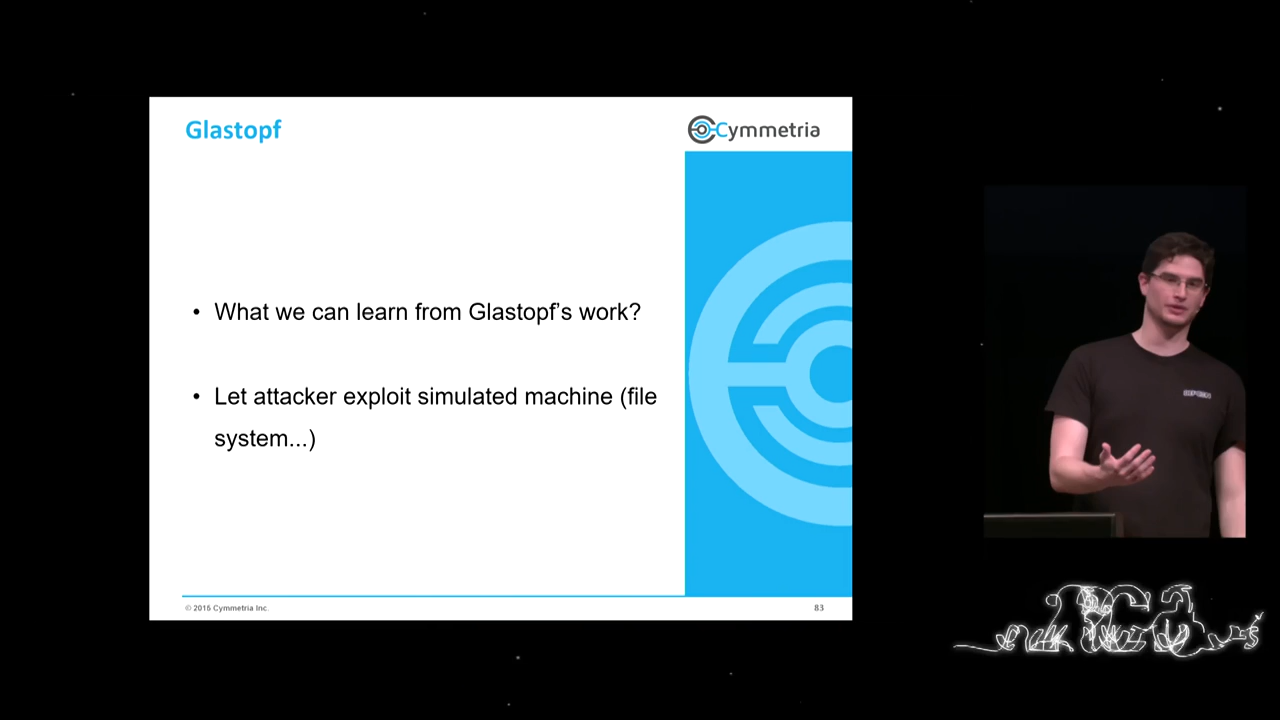 Glastopf
Cymmetria
• What we can learn from Glastopf's work?
• Let attacker exploit simulated machine (file
system...)
© 2015 Cymmetria Inc.
83